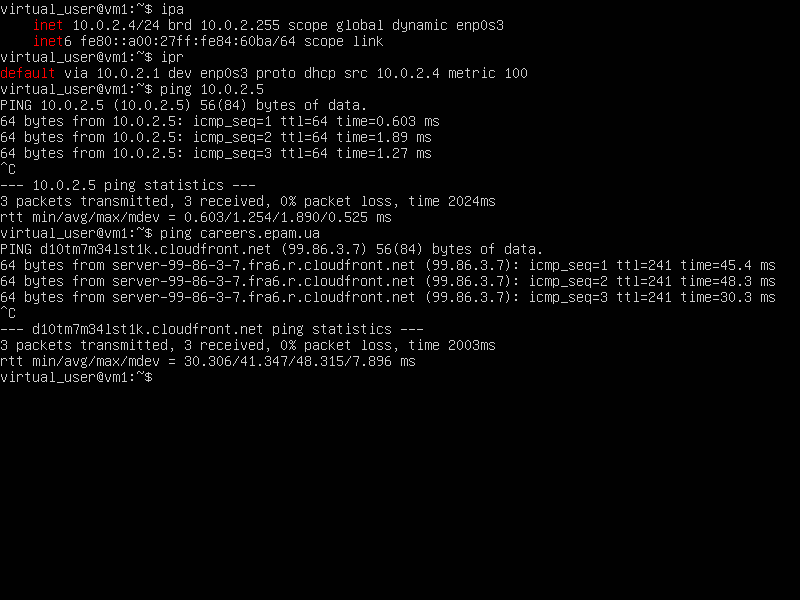 virtual_user@vm1:~$ ipa
    inet 10.0.2.4/24 brd 10.0.2.255 scope global dynamic enp0s3
    inet6 fe80::a00:27ff:fe84:60ba/64 scope link
virtual_user@vm1:~$ ipr
default via 10.0.2.1 dev enp0s3 proto dhcp src 10.0.2.4 metric 100
virtual_user@vm1:~$ ping 10.0.2.5
PING 10.0.2.5 (10.0.2.5) 56(84) bytes of data.
64 bytes from 10.0.2.5: icmp_seq=1 ttl=64 time=0.603 ms
64 bytes from 10.0.2.5: icmp_seq=2 ttl=64 time=1.89 ms
64 bytes from 10.0.2.5: icmp_seq=3 ttl=64 time=1.27 ms
^C
--- 10.0.2.5 ping statistics ---
3 packets transmitted, 3 received, 0% packet loss, time 2024ms
rtt min/avg/max/mdev = 0.603/1.254/1.890/0.525 ms
virtual_user@vm1:~$ ping careers.epam.ua
PING d10tm7m34lst1k.cloudfront.net (99.86.3.7) 56(84) bytes of data.
64 bytes from server-99-86-3-7.fra6.r.cloudfront.net (99.86.3.7): icmp_seq=1 ttl=241 time=45.4 ms
64 bytes from server-99-86-3-7.fra6.r.cloudfront.net (99.86.3.7): icmp_seq=2 ttl=241 time=48.3 ms
64 bytes from server-99-86-3-7.fra6.r.cloudfront.net (99.86.3.7): icmp_seq=3 ttl=241 time=30.3 ms
^C
--- d10tm7m34lst1k.cloudfront.net ping statistics ---
3 packets transmitted, 3 received, 0% packet loss, time 2003ms
rtt min/avg/max/mdev = 30.306/41.347/48.315/7.896 ms
virtual_user@vm1:~$